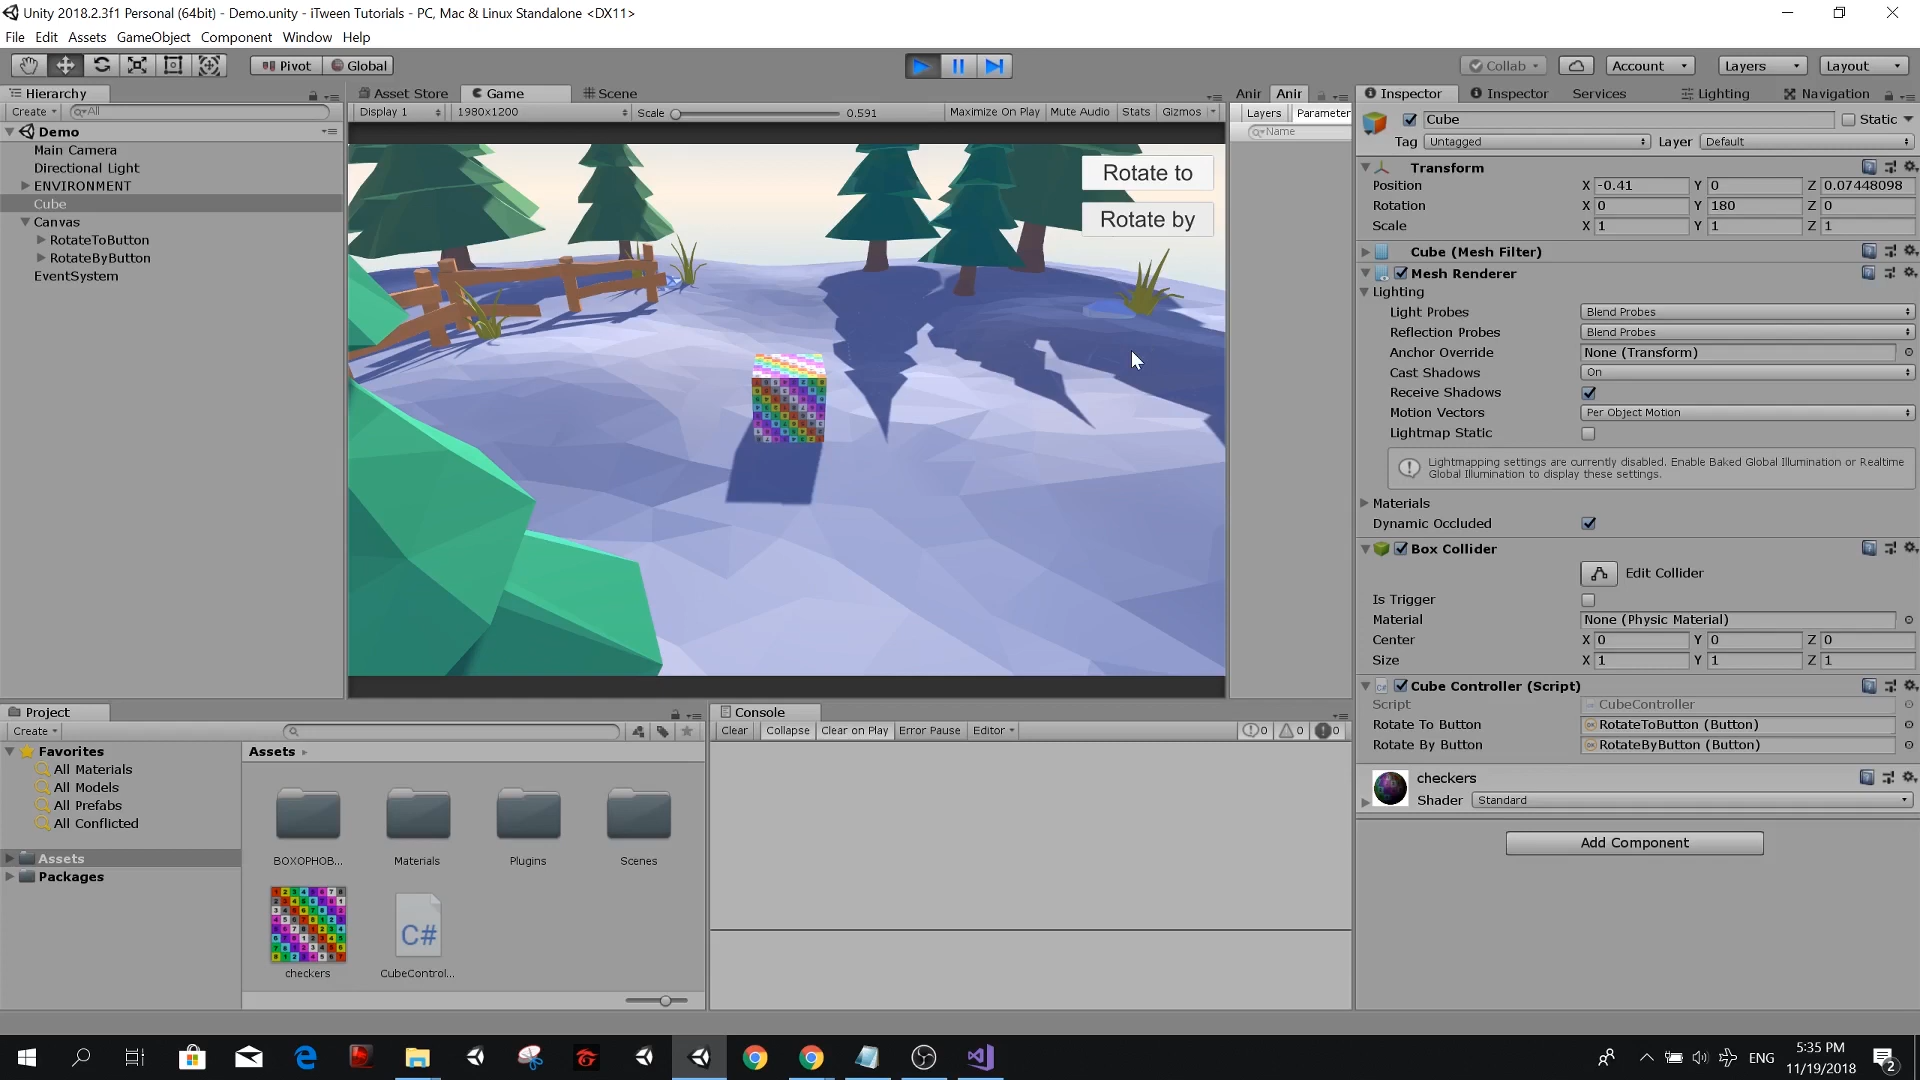 Unity 2018.2.3f1 Personal (64bit) - Demo.unity - iTween Tutorials - PC, Mac & Linux Standalone <DX11>
File Edit Assets GameObject Component Window Help
Pivot Global Collab Account Layers Layout
Hierarchy
Create All
Demo
Main Camera
Directional Light
ENVIRONMENT
Cube
Canvas
RotateToButton
RotateByButton
EventSystem
Asset Store Game Scene
Display 1 1980x1200 Scale 0.591 Maximize On Play Mute Audio Stats Gizmos
Rotate to
Rotate by
Anir Anir
Layers Parameter
Name
Inspector Inspector Services Lighting Navigation
Cube Static
Tag Untagged Layer Default
Transform
Position X -0.41 Y 0 Z 0.07448098
Rotation X 0 Y 180 Z 0
Scale X 1 Y 1 Z 1
Cube (Mesh Filter)
Mesh Renderer
Lighting
Light Probes Blend Probes
Reflection Probes Blend Probes
Anchor Override None (Transform)
Cast Shadows On
Receive Shadows
Motion Vectors Per Object Motion
Lightmap Static
Lightmapping settings are currently disabled. Enable Baked Global Illumination or Realtime
Global Illumination to display these settings.
Materials
Dynamic Occluded
Box Collider
Edit Collider
Is Trigger
Material None (Physic Material)
Center X 0 Y 0 Z 0
Size X 1 Y 1 Z 1
Cube Controller (Script)
Script CubeController
Rotate To Button RotateToButton (Button)
Rotate By Button RotateByButton (Button)
checkers
Shader Standard
Add Component
Project
Create
Favorites
All Materials
All Models
All Prefabs
All Conflicted
Assets
Packages
Assets
BOXOPHOB... Materials Plugins Scenes
C#
checkers CubeControl...
Console
Clear Collapse Clear on Play Error Pause Editor 0 0 0
ENG
5:35 PM
11/19/2018
2